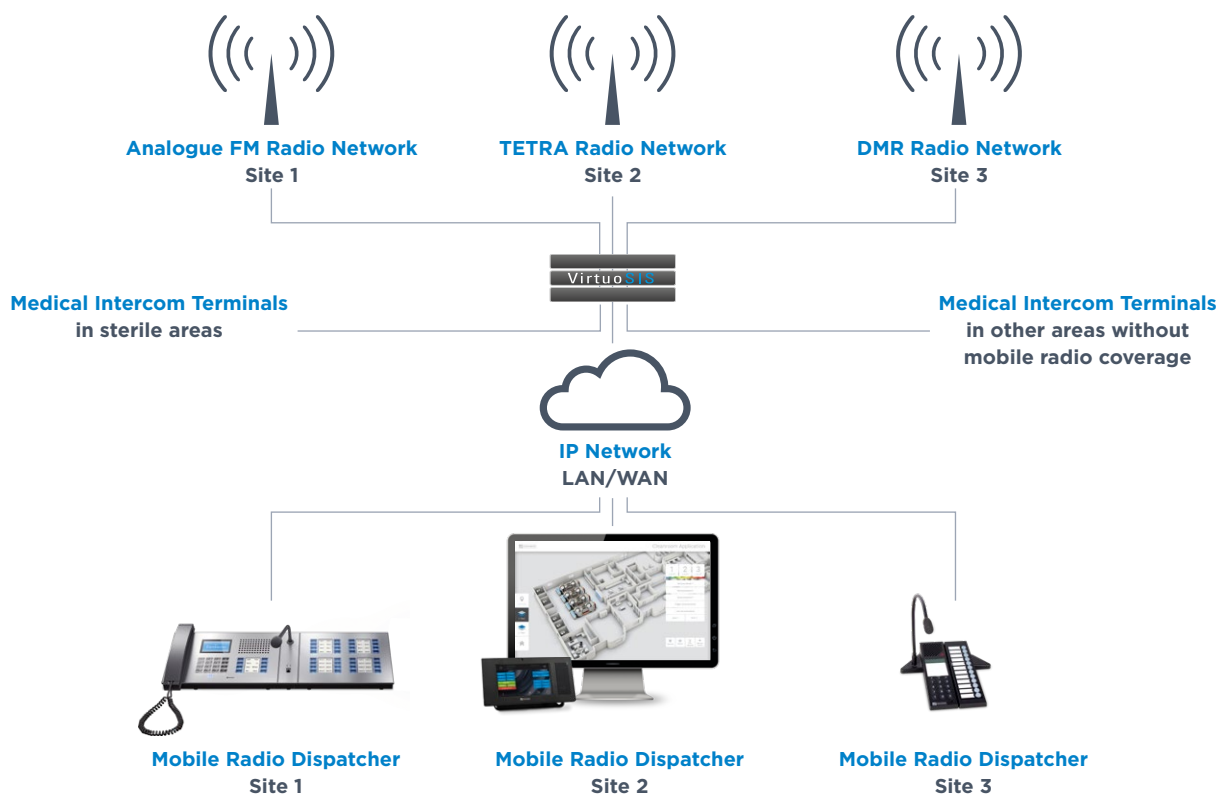 Analogue FM Radio Network
Site 1
TETRA Radio Network
Site 2
DMR Radio Network
Site 3
VirtuoSIS
Medical Intercom Terminals
in sterile areas
Medical Intercom Terminals
in other areas without
mobile radio coverage
IP Network
LAN/WAN
Cleanroom Application
Mobile Radio Dispatcher
Site 1
Mobile Radio Dispatcher
Site 2
Mobile Radio Dispatcher
Site 3